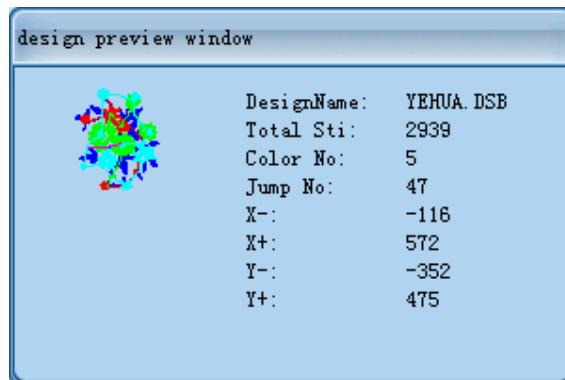 design preview window
DesignName: YEHUA.DSB
Total Sti: 2939
Color No: 5
Jump No: 47
X-: -116
X+: 572
Y-: -352
Y+: 475